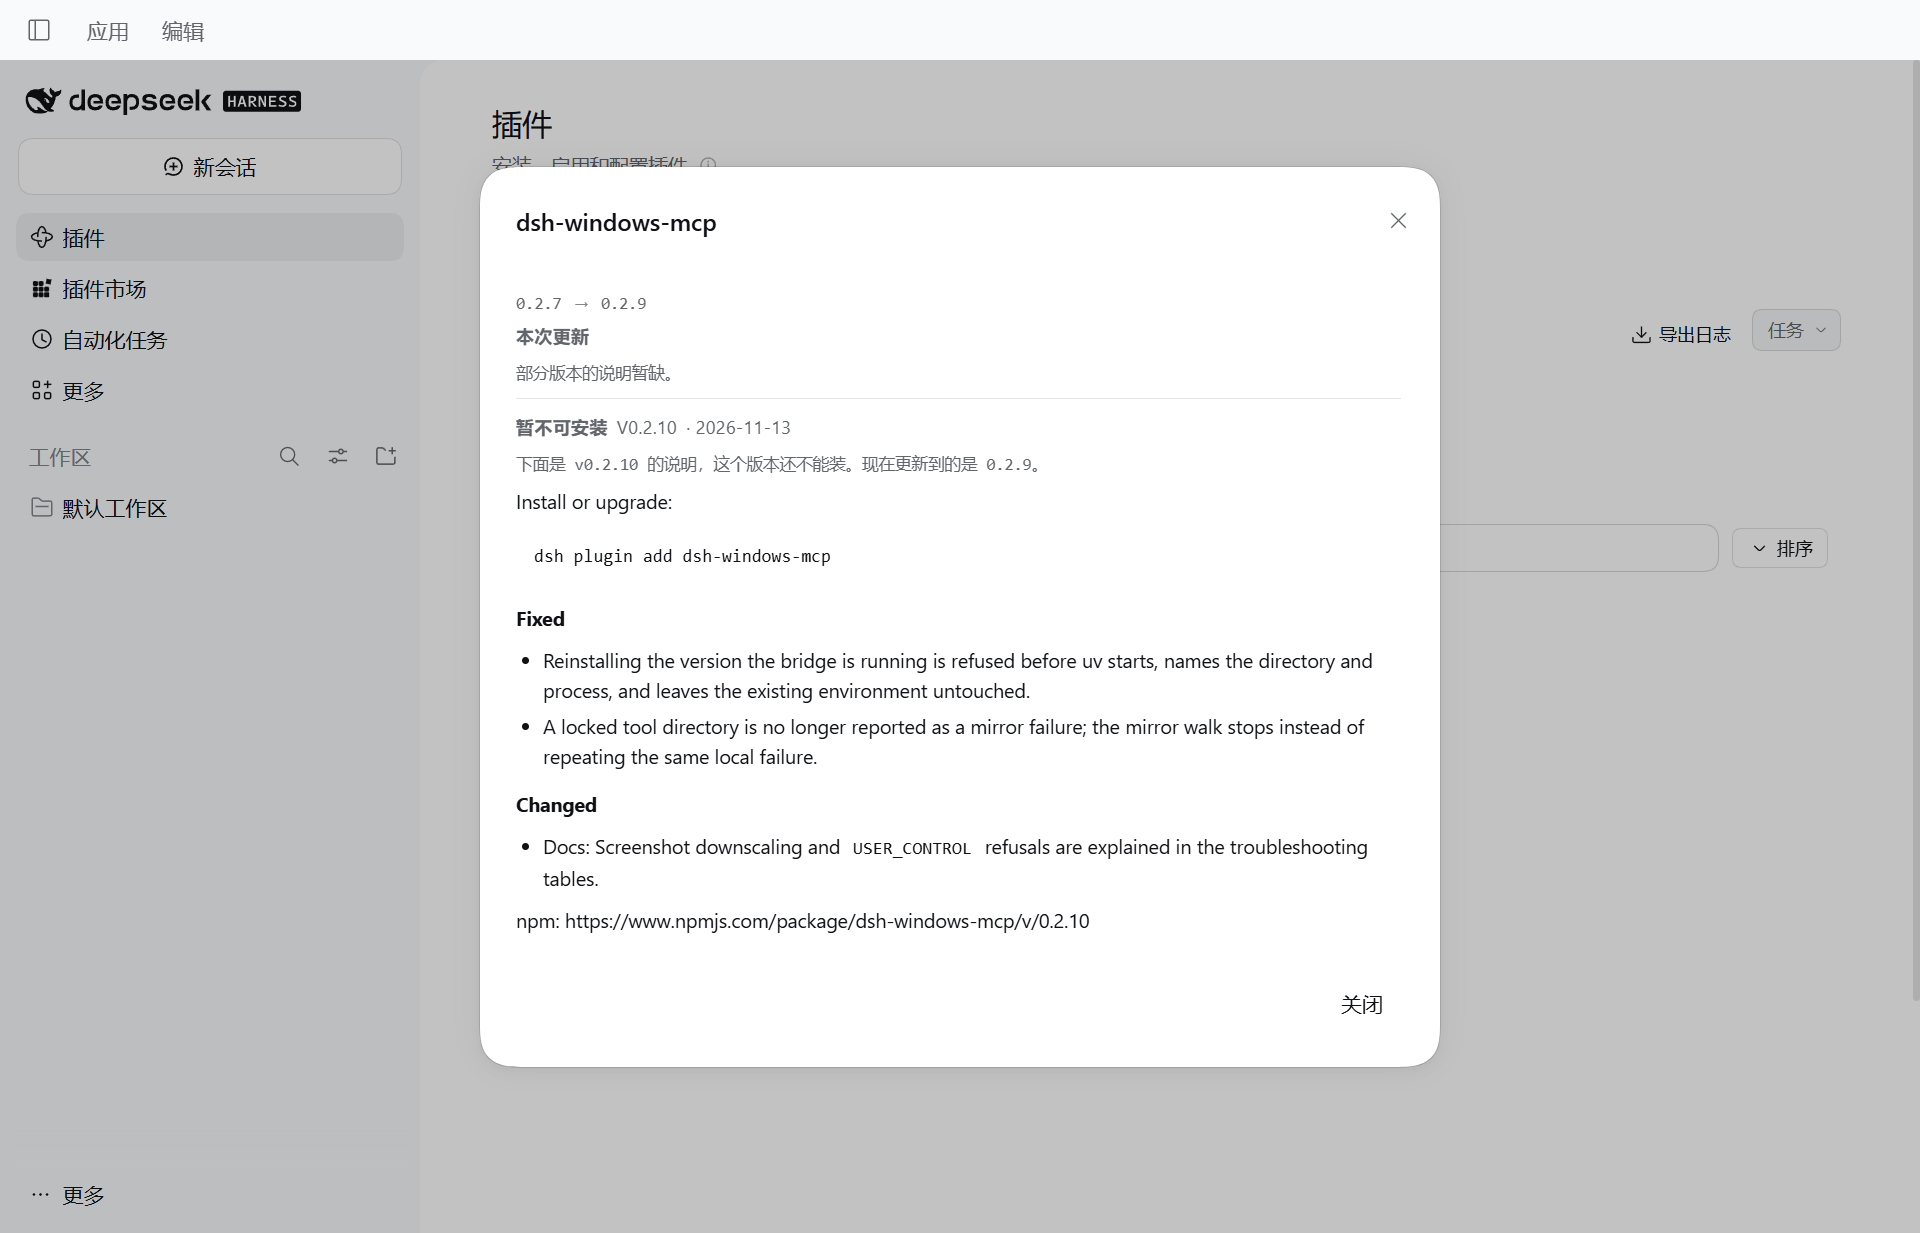 应用 编辑
deepseek HARNESS
新会话
插件
插件市场
自动化任务
更多
工作区
默认工作区
更多
插件
安装、启用和配置插件
导出日志 任务
排序
dsh-windows-mcp
0.2.7 → 0.2.9
本次更新
部分版本的说明暂缺。
暂不可安装 V0.2.10 · 2026-11-13
下面是 v0.2.10 的说明，这个版本还不能装。现在更新到的是 0.2.9。
Install or upgrade:
dsh plugin add dsh-windows-mcp
Fixed
• Reinstalling the version the bridge is running is refused before uv starts, names the directory and
process, and leaves the existing environment untouched.
• A locked tool directory is no longer reported as a mirror failure; the mirror walk stops instead of
repeating the same local failure.
Changed
• Docs: Screenshot downscaling and USER_CONTROL refusals are explained in the troubleshooting
tables.
npm: https://www.npmjs.com/package/dsh-windows-mcp/v/0.2.10
关闭